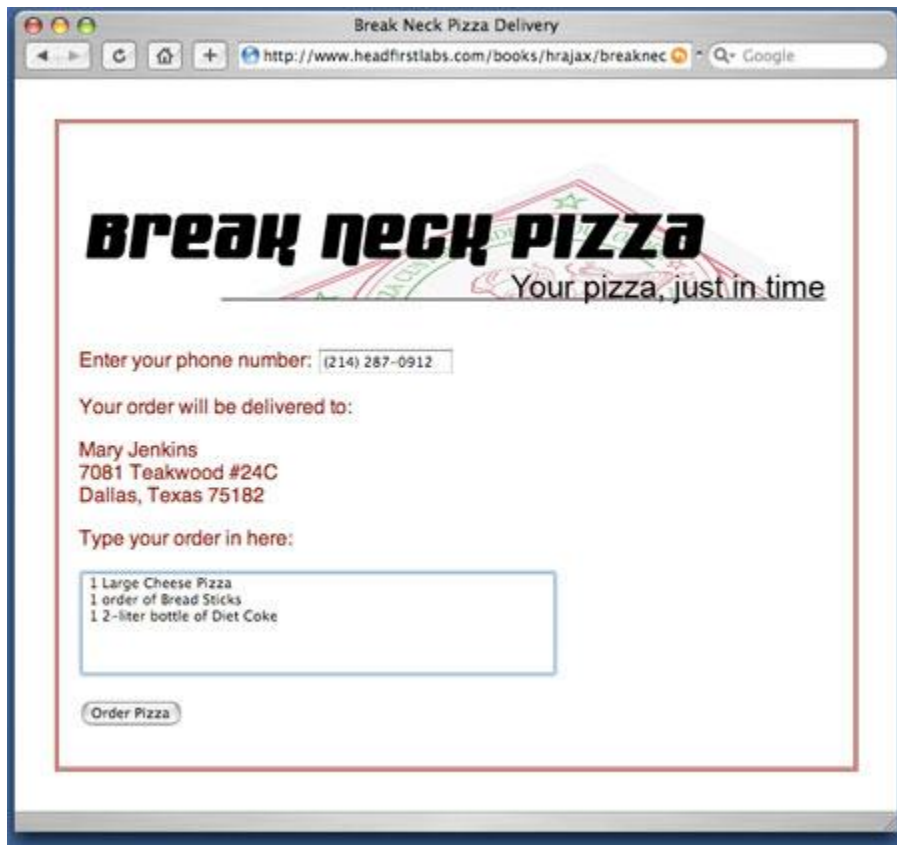 Break Neck Pizza Delivery
http://www.headfirstlabs.com/books/hrajax/breaknec
Google
Break Neck Pizza
Your pizza, just in time
Enter your phone number: (214) 287-0912
Your order will be delivered to:
Mary Jenkins
7081 Teakwood #24C
Dallas, Texas 75182
Type your order in here:
1 Large Cheese Pizza
1 order of Bread Sticks
1 2-liter bottle of Diet Coke
Order Pizza